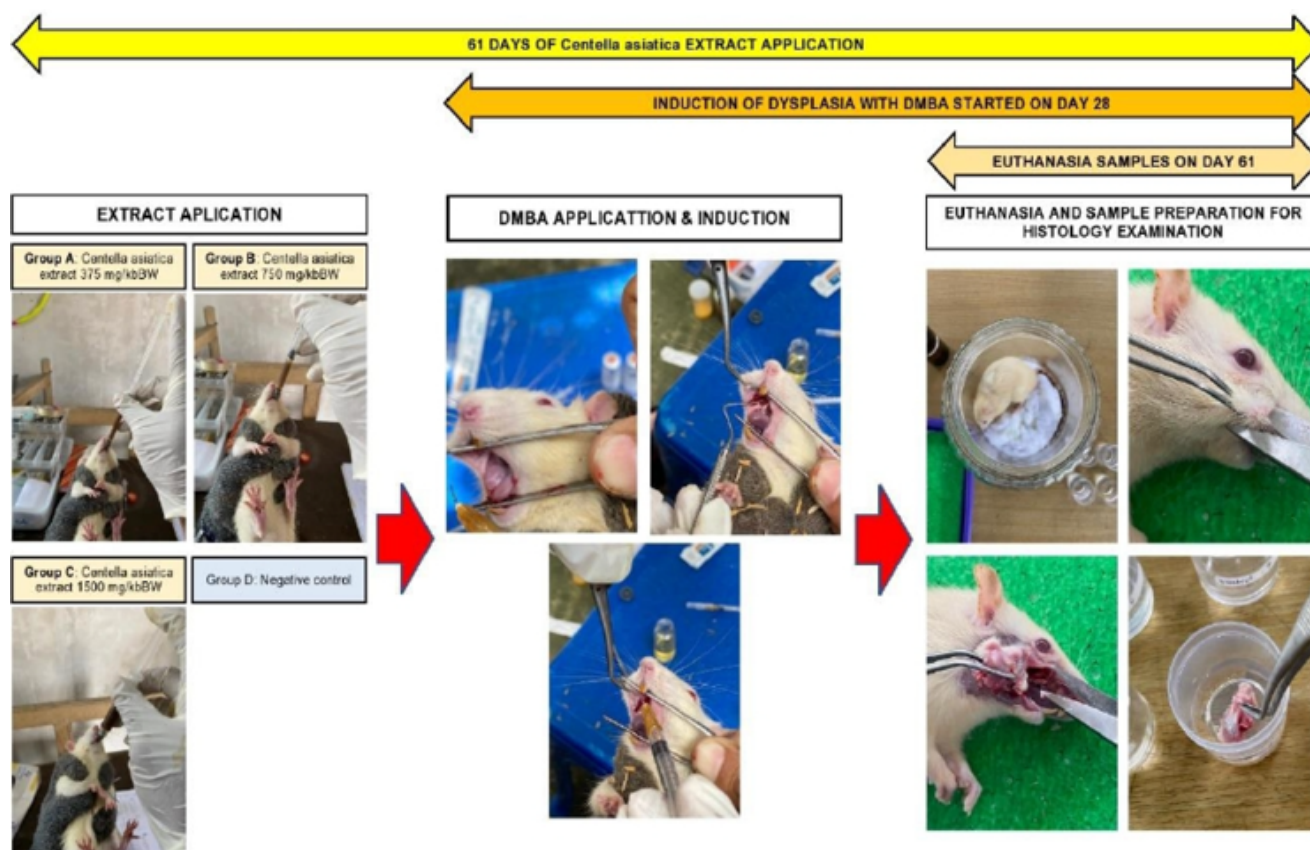 61 DAYS OF Centella asiatica EXTRACT APPLICATION
INDUCTION OF DYSPLASIA WITH DMBA STARTED ON DAY 28
EUTHANASIA SAMPLES ON DAY 61
EXTRACT APLICATION
Group A: Centella asiatica
extract 375 mg/kbBW
Group B: Centella asiatica
extract 750 mg/kbBW
Group C: Centella asiatica
extract 1500 mg/kbBW
Group D: Negative control
DMBA APPLICATTION & INDUCTION
EUTHANASIA AND SAMPLE PREPARATION FOR
HISTOLOGY EXAMINATION